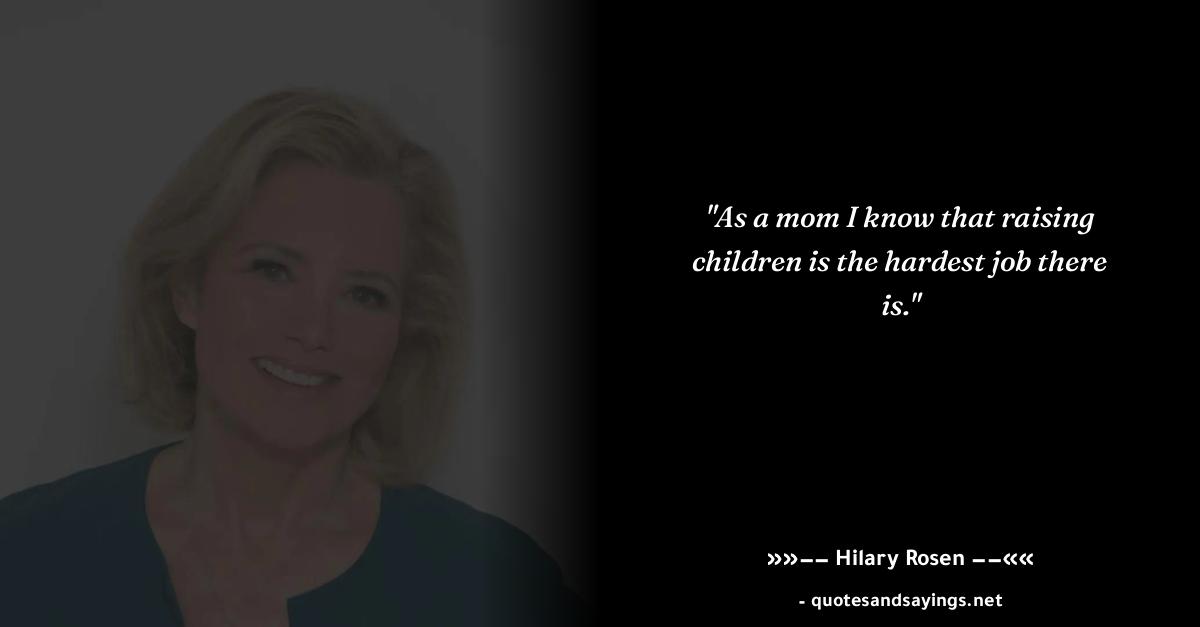 "As a mom I know that raising
children is the hardest job there
is."
»»−− Hilary Rosen −−««
- quotesandsayings.net